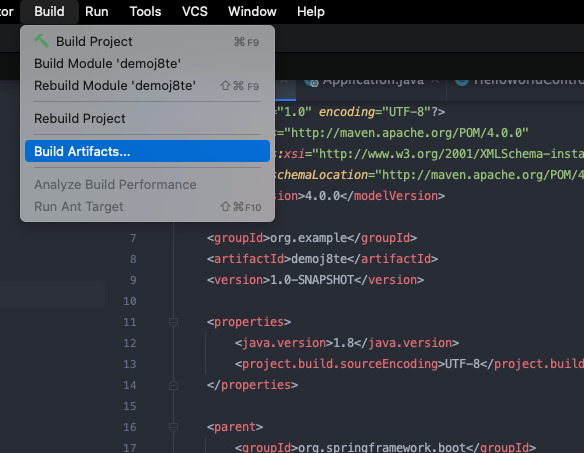 tor Build Run Tools VCS Window Help
Build Project ⌘F9
Build Module 'demoj8te'
Rebuild Module 'demoj8te' ⇧⌘F9
Rebuild Project
Build Artifacts...
Analyze Build Performance
Run Ant Target ⇧⌘F10
Application.java HelloWorldContro
="1.0" encoding="UTF-8"?>
="http://maven.apache.org/POM/4.0.0"
:xsi="http://www.w3.org/2001/XMLSchema-insta
chemaLocation="http://maven.apache.org/POM/4
sion>4.0.0</modelVersion>
7 <groupId>org.example</groupId>
8 <artifactId>demoj8te</artifactId>
9 <version>1.0-SNAPSHOT</version>
10
11 <properties>
12 <java.version>1.8</java.version>
13 <project.build.sourceEncoding>UTF-8</project.build
14 </properties>
15
16 <parent>
17 <groupId>org.springframework.boot</groupId>